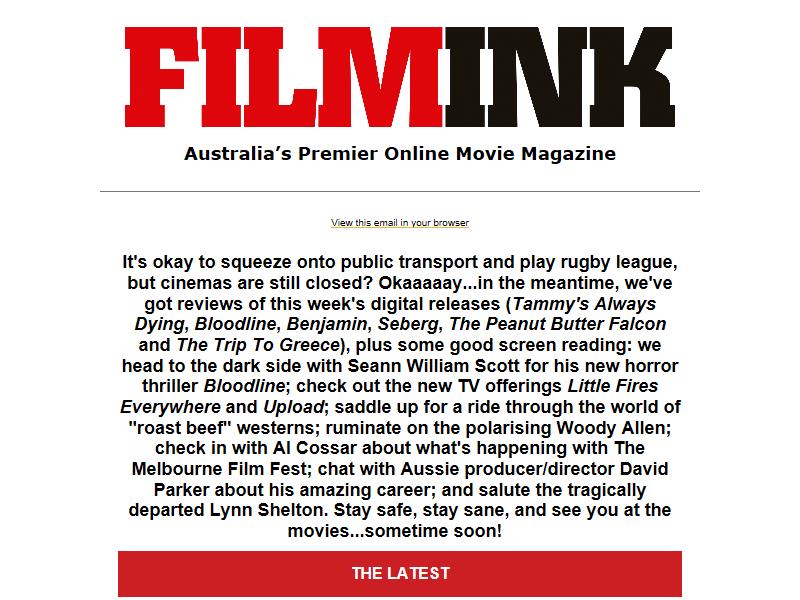 FILMINK
Australia’s Premier Online Movie Magazine
View this email in your browser
It's okay to squeeze onto public transport and play rugby league,
but cinemas are still closed? Okaaaaay...in the meantime, we've
got reviews of this week's digital releases (Tammy's Always
Dying, Bloodline, Benjamin, Seberg, The Peanut Butter Falcon
and The Trip To Greece), plus some good screen reading: we
head to the dark side with Seann William Scott for his new horror
thriller Bloodline; check out the new TV offerings Little Fires
Everywhere and Upload; saddle up for a ride through the world of
"roast beef" westerns; ruminate on the polarising Woody Allen;
check in with Al Cossar about what's happening with The
Melbourne Film Fest; chat with Aussie producer/director David
Parker about his amazing career; and salute the tragically
departed Lynn Shelton. Stay safe, stay sane, and see you at the
movies...sometime soon!
THE LATEST